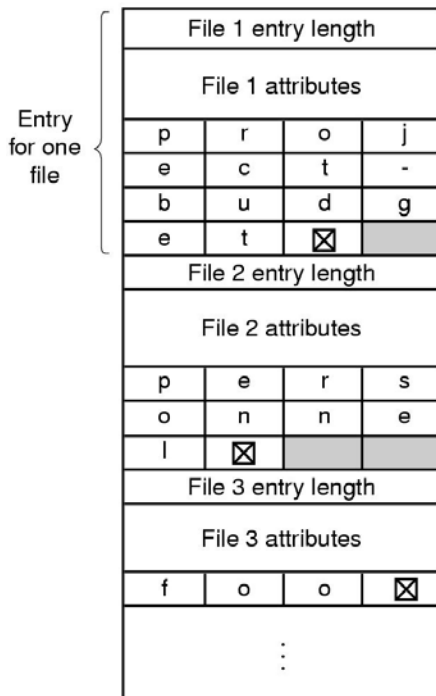 File 1 entry length
File 1 attributes
Entry
for one
file
p r o j
e c t -
b u d g
e t ☒
File 2 entry length
File 2 attributes
p e r s
o n n e
l ☒
File 3 entry length
File 3 attributes
f o o ☒
⋮